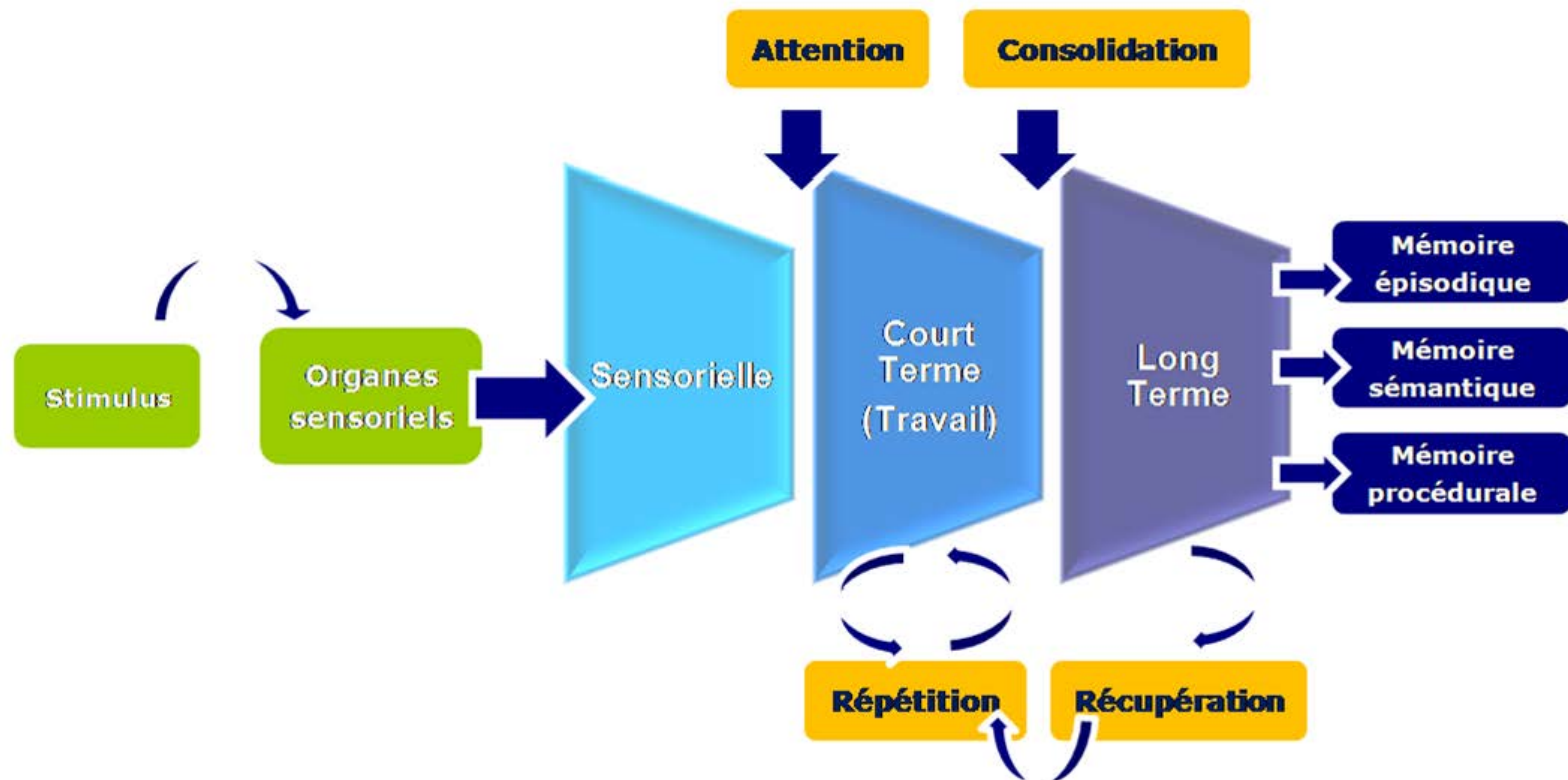 Attention
Consolidation
Stimulus
Organes
sensoriels
Sensorielle
Court
Terme
(Travail)
Long
Terme
Mémoire
épisodique
Mémoire
sémantique
Mémoire
procédurale
Répétition
Récupération